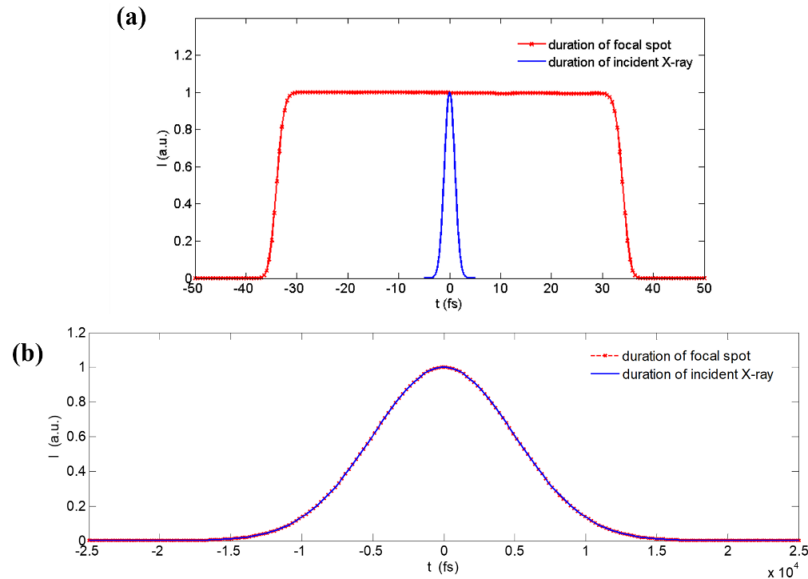 (a)
1.2
1
0.8
0.6
0.4
0.2
0
I (a.u.)
duration of focal spot
duration of incident X-ray
-50 -40 -30 -20 -10 0 10 20 30 40 50
t (fs)
(b)
1.2
1
0.8
0.6
0.4
0.2
0
I (a.u.)
duration of focal spot
duration of incident X-ray
-2.5 -2 -1.5 -1 -0.5 0 0.5 1 1.5 2 2.5
t (fs)
x 10⁴